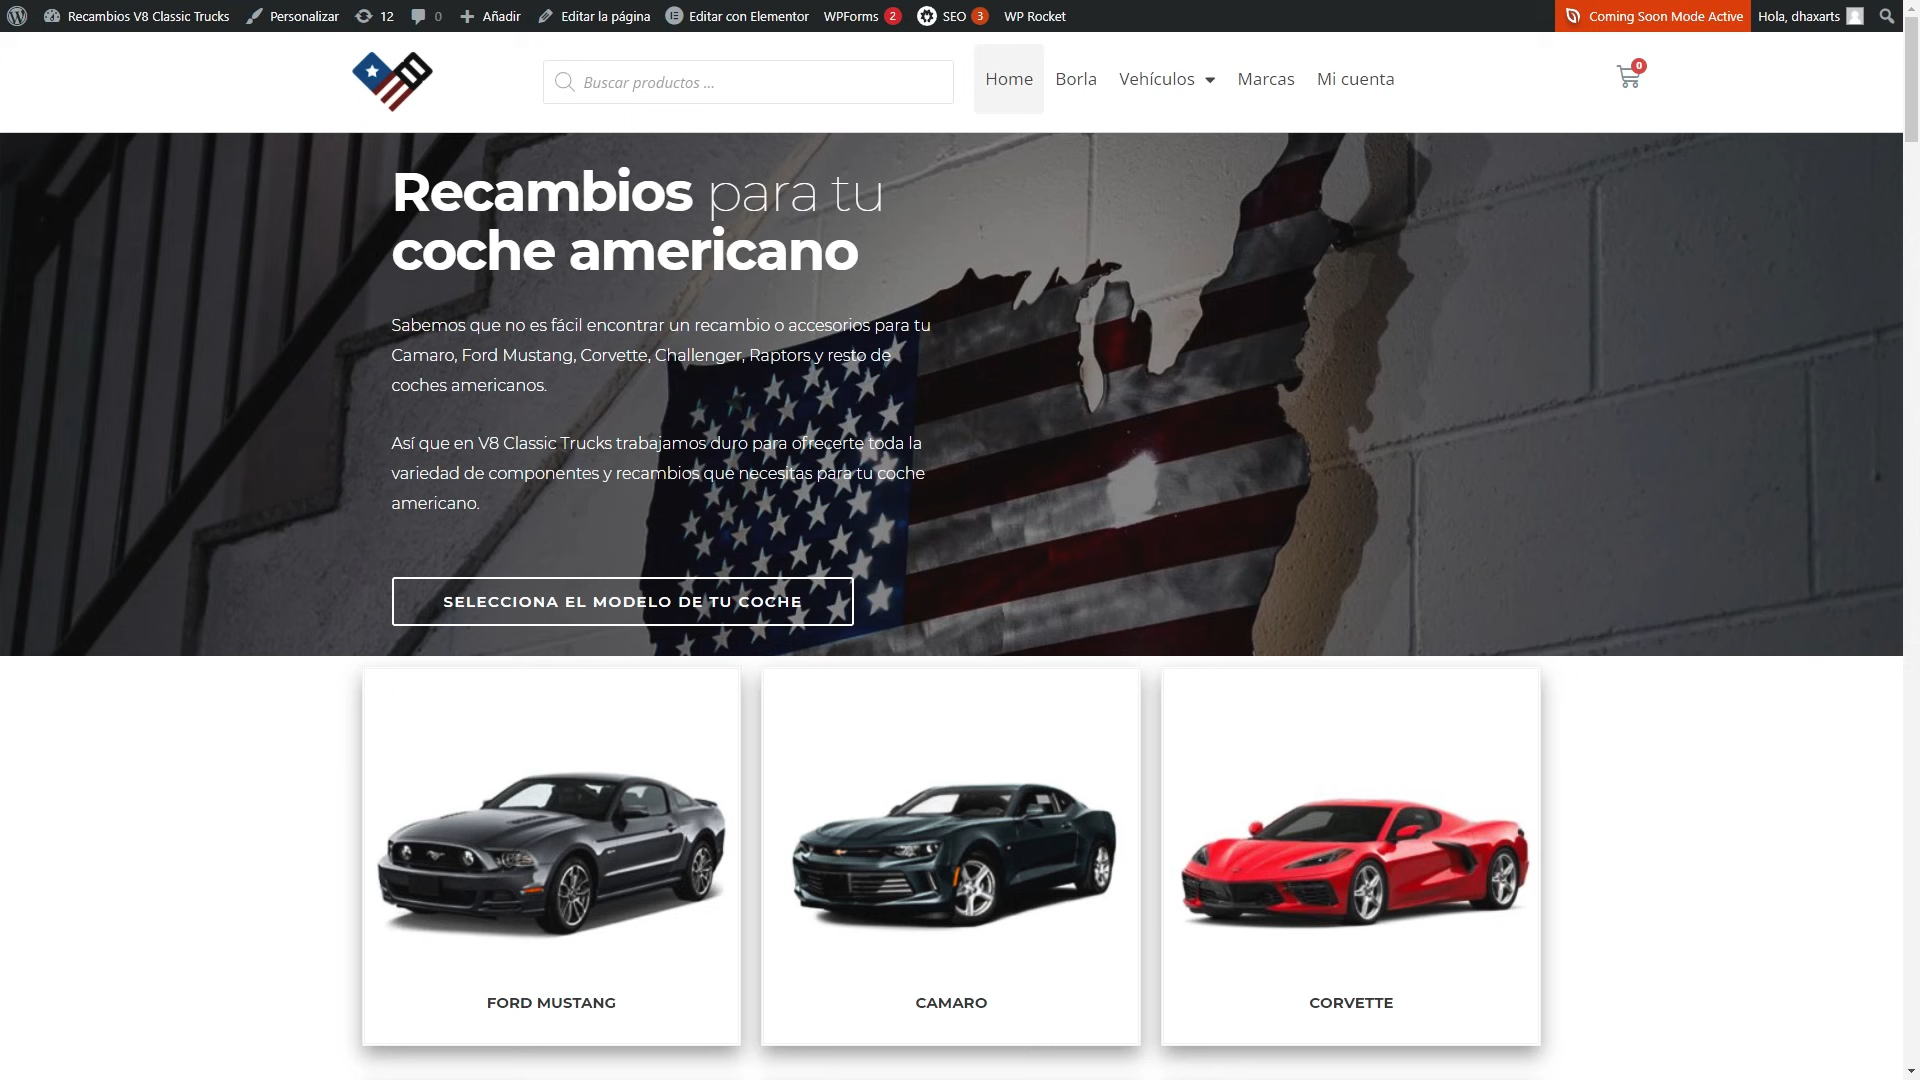 Recambios V8 Classic Trucks Personalizar 12 0 Añadir Editar la página Editar con Elementor WPForms 2 SEO 3 WP Rocket Coming Soon Mode Active Hola, dhaxarts
Buscar productos ... Home Borla Vehículos Marcas Mi cuenta 0
Recambios para tu
coche americano
Sabemos que no es fácil encontrar un recambio o accesorios para tu
Camaro, Ford Mustang, Corvette, Challenger, Raptors y resto de
coches americanos.
Así que en V8 Classic Trucks trabajamos duro para ofrecerte toda la
variedad de componentes y recambios que necesitas para tu coche
americano.
SELECCIONA EL MODELO DE TU COCHE
FORD MUSTANG
CAMARO
CORVETTE